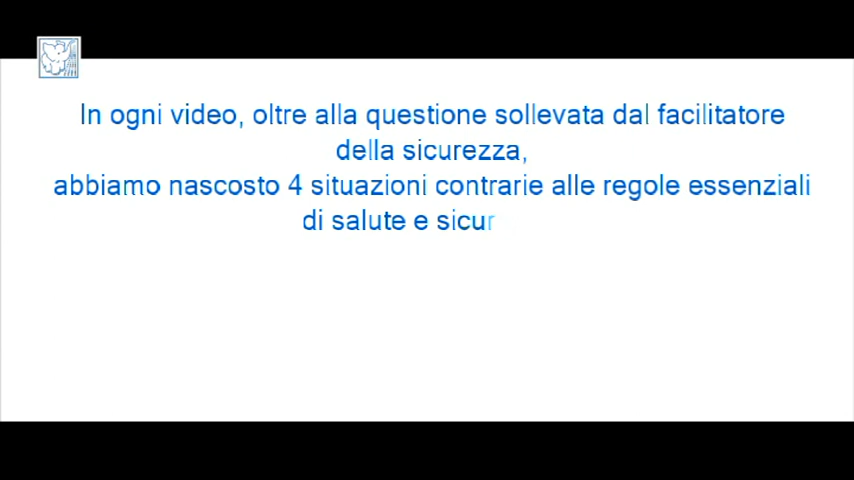 In ogni video, oltre alla questione sollevata dal facilitatore
della sicurezza,
abbiamo nascosto 4 situazioni contrarie alle regole essenziali
di salute e sicur